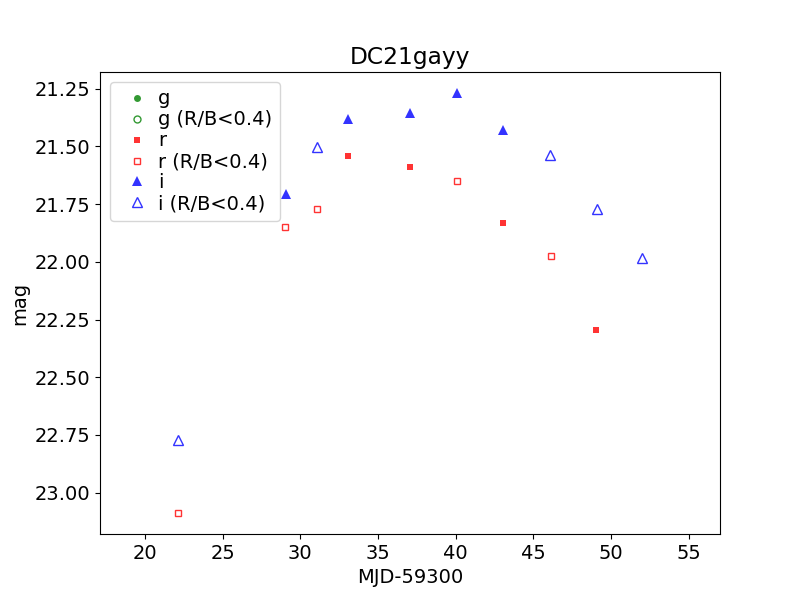 DC21gayy
g
g (R/B<0.4)
r
r (R/B<0.4)
i
i (R/B<0.4)
mag
21.25
21.50
21.75
22.00
22.25
22.50
22.75
23.00
20 25 30 35 40 45 50 55
MJD-59300